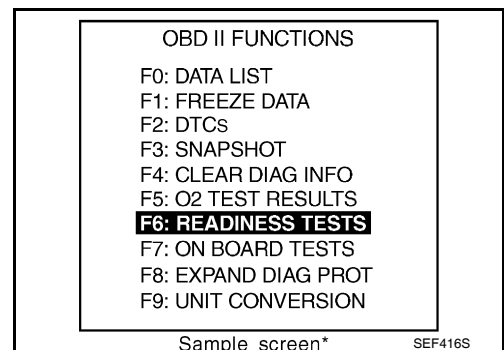 OBD II FUNCTIONS
F0: DATA LIST
F1: FREEZE DATA
F2: DTCs
F3: SNAPSHOT
F4: CLEAR DIAG INFO
F5: O2 TEST RESULTS
F6: READINESS TESTS
F7: ON BOARD TESTS
F8: EXPAND DIAG PROT
F9: UNIT CONVERSION
Sample screen*
SEF416S